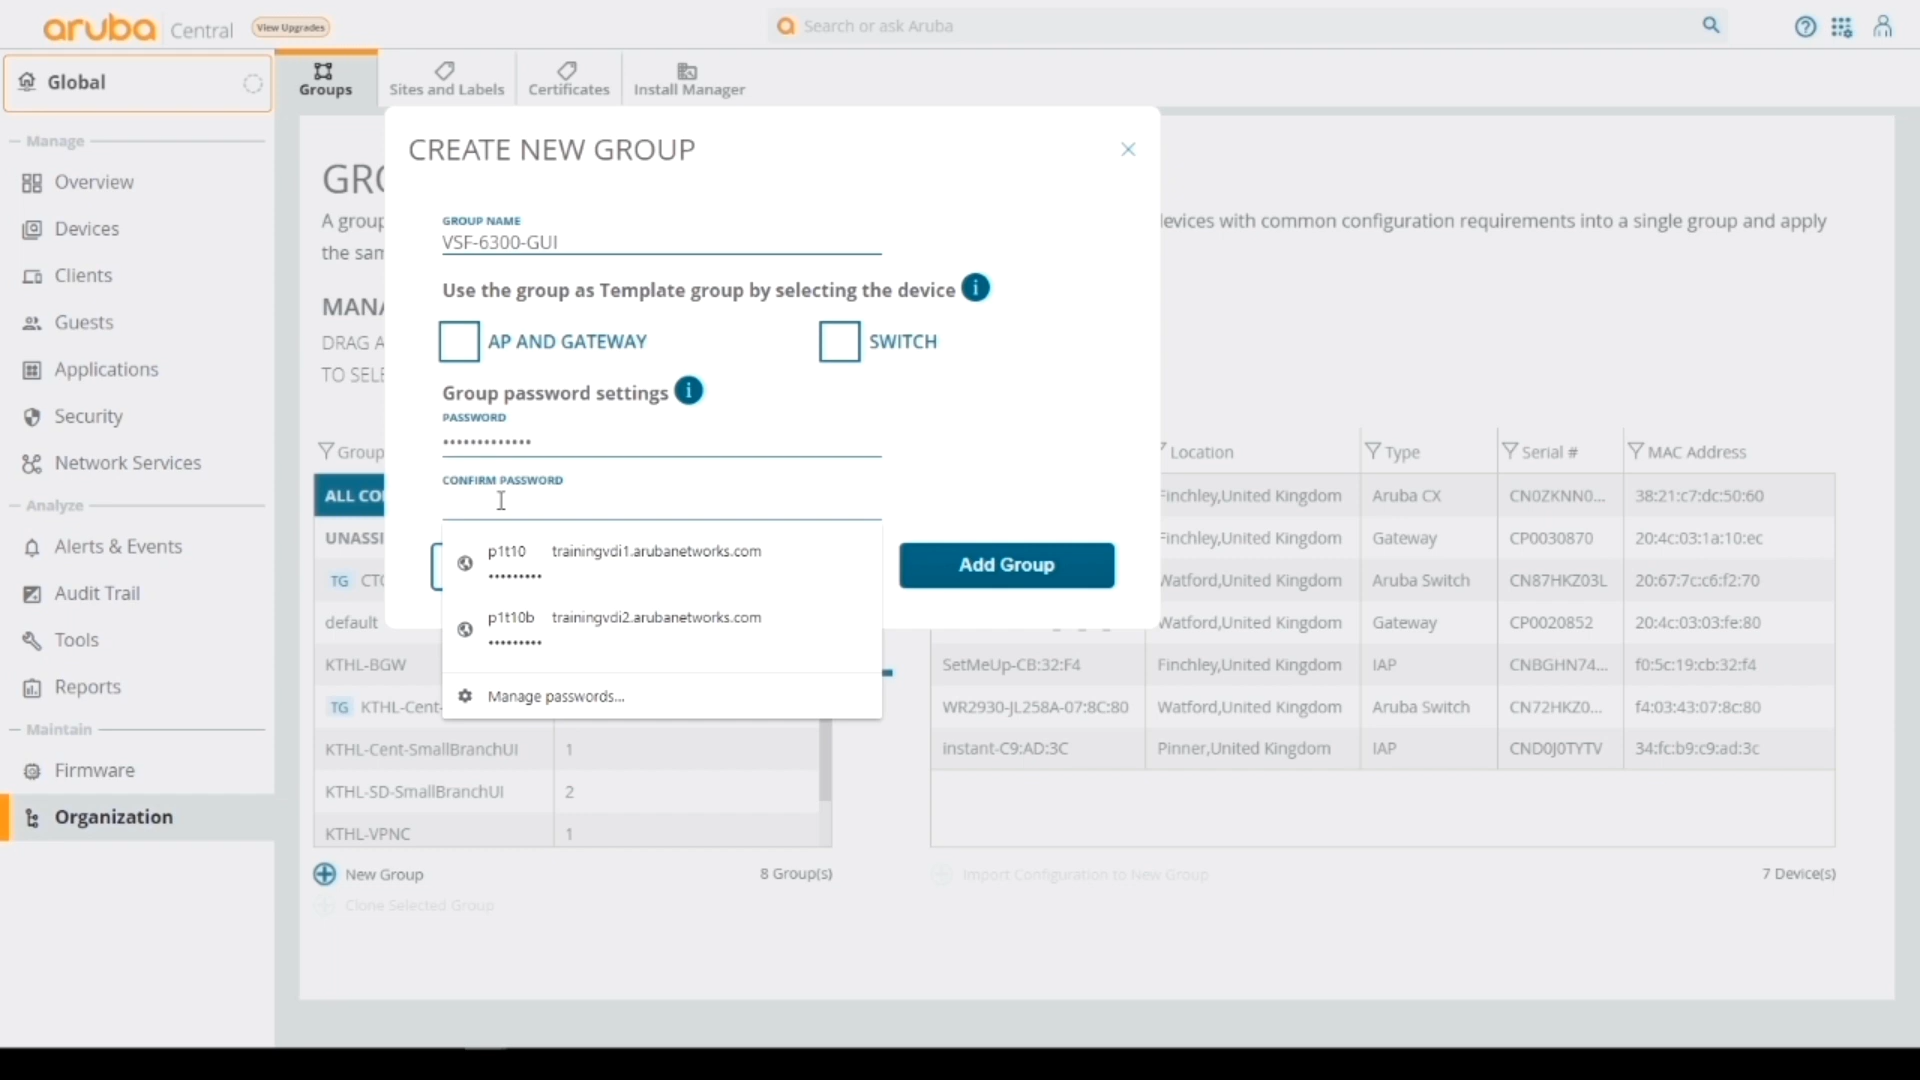 aruba Central View Upgrades
Search or ask Aruba
Global
Groups
Sites and Labels
Certificates
Install Manager
Manage
Overview
Devices
Clients
Guests
Applications
Security
Network Services
Analyze
Alerts & Events
Audit Trail
Tools
Reports
Maintain
Firmware
Organization
CREATE NEW GROUP
GROUP NAME
VSF-6300-GUI
Use the group as Template group by selecting the device
AP AND GATEWAY
SWITCH
Group password settings
PASSWORD
•••••••••••••
CONFIRM PASSWORD
p1t10 trainingvdi1.arubanetworks.com
•••••••••
p1t10b trainingvdi2.arubanetworks.com
•••••••••
Manage passwords...
Add Group
A group
devices with common configuration requirements into a single group and apply
the
DRAG
Group
ALL
TG
default
KTHL-BGW
TG KTHL-Cent-
KTHL-Cent-SmallBranchUI 1
KTHL-SD-SmallBranchUI 2
KTHL-VPNC 1
New Group
8 Group(s)
Clone Selected Group
Location Type Serial # MAC Address
Finchley,United Kingdom Aruba CX CN0ZKNN0... 38:21:c7:dc:50:60
Finchley,United Kingdom Gateway CP0030870 20:4c:03:1a:10:ec
Watford,United Kingdom Aruba Switch CN87HKZ03L 20:67:7c:c6:f2:70
Watford,United Kingdom Gateway CP0020852 20:4c:03:03:fe:80
SetMeUp-CB:32:F4 Finchley,United Kingdom IAP CNBGHN74... f0:5c:19:cb:32:f4
WR2930-JL258A-07:8C:80 Watford,United Kingdom Aruba Switch CN72HKZ0... f4:03:43:07:8c:80
instant-C9:AD:3C Pinner,United Kingdom IAP CND0J0TYTV 34:fc:b9:c9:ad:3c
Import Configuration to New Group
7 Device(s)